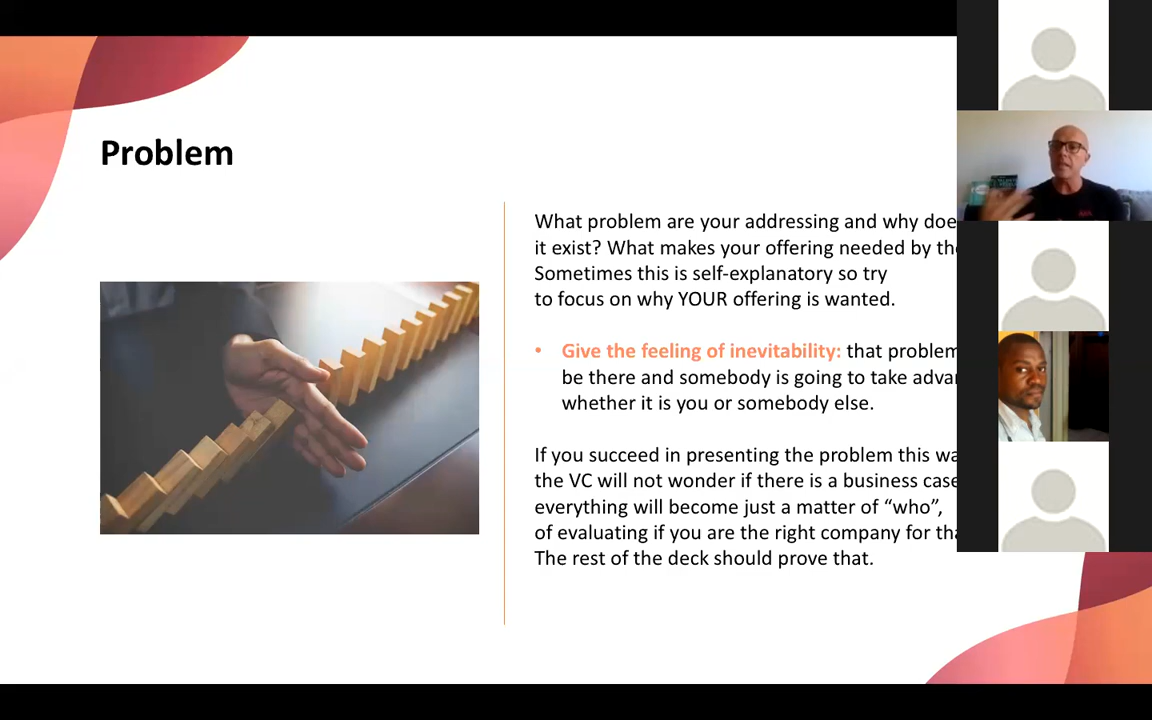 Problem
What problem are your addressing and why doe
it exist? What makes your offering needed by the
Sometimes this is self-explanatory so try
to focus on why YOUR offering is wanted.
• Give the feeling of inevitability: that problem
be there and somebody is going to take advan
whether it is you or somebody else.
If you succeed in presenting the problem this wa
the VC will not wonder if there is a business case
everything will become just a matter of “who”,
of evaluating if you are the right company for tha
The rest of the deck should prove that.